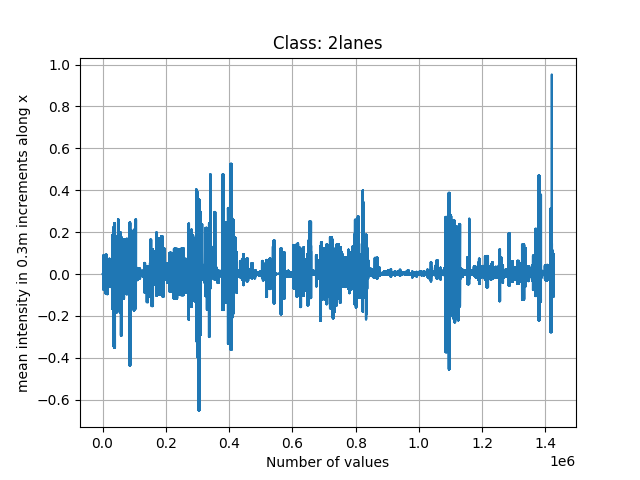 Class: 2lanes
mean intensity in 0.3m increments along x
1.0
0.8
0.6
0.4
0.2
0.0
−0.2
−0.4
−0.6
0.0 0.2 0.4 0.6 0.8 1.0 1.2 1.4
1e6
Number of values